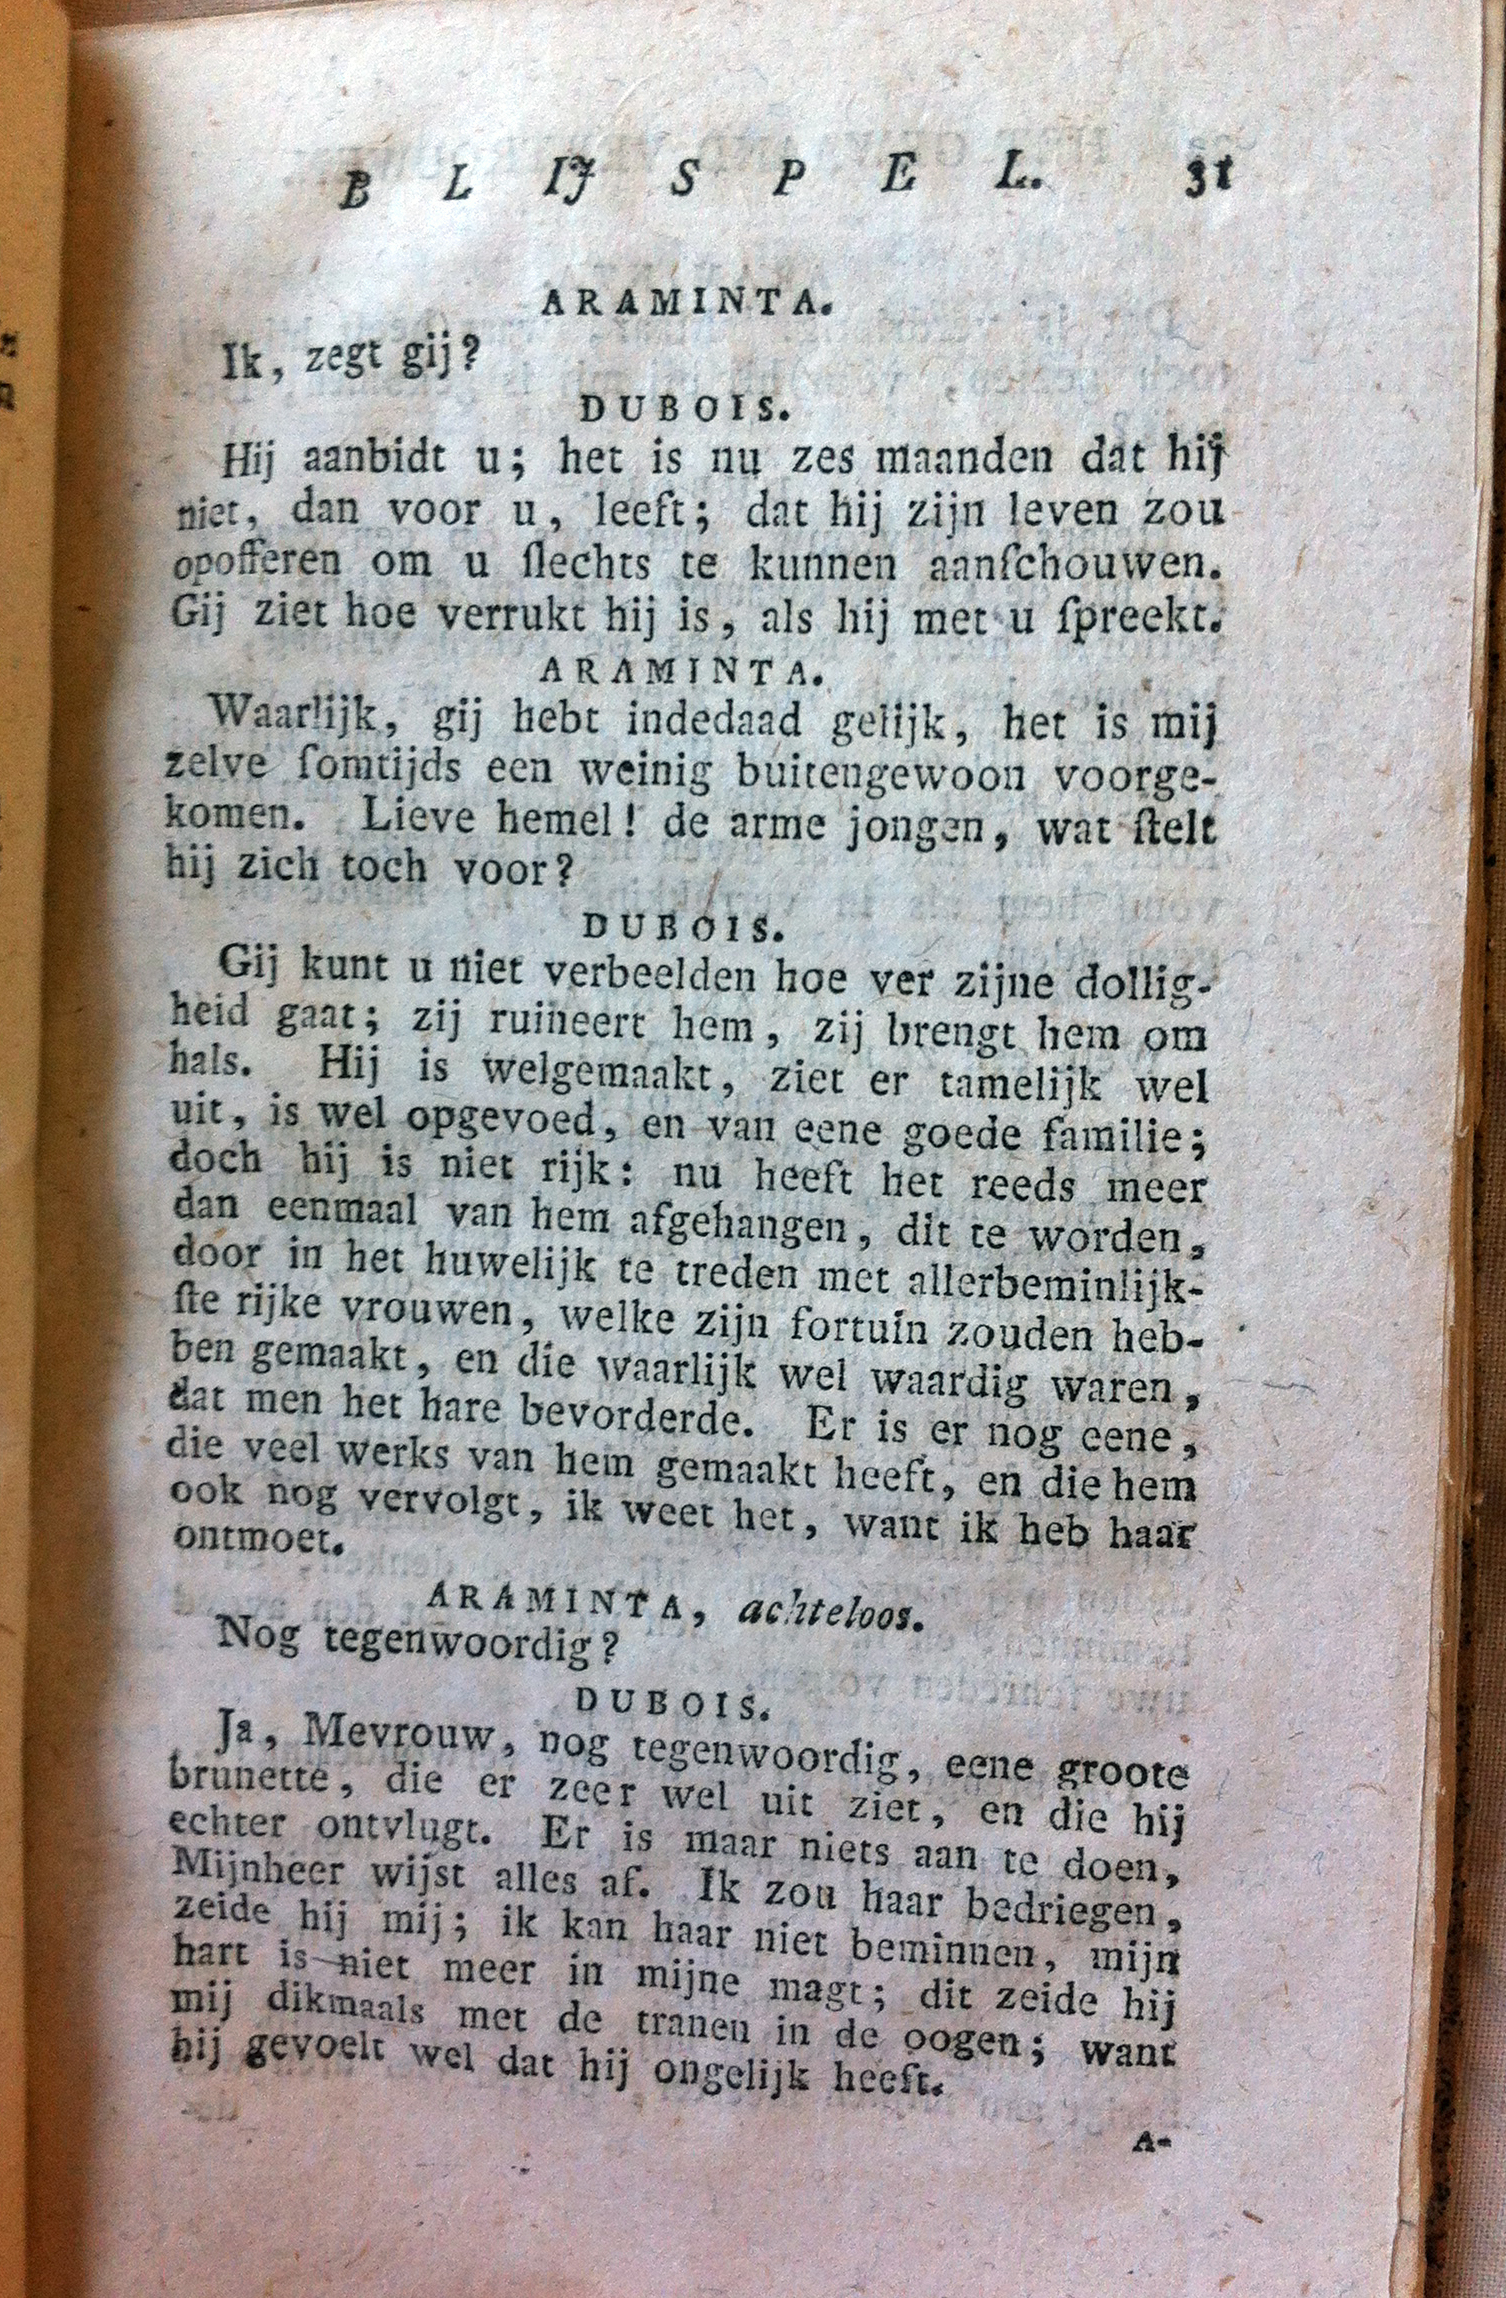 B L IJ S P E L. 31
ARAMINTA.
Ik, zegt gij?
DUBOIS.
Hij aanbidt u; het is nu zes maanden dat hij
niet, dan voor u, leeft; dat hij zijn leven zou
opofferen om u ſlechts te kunnen aanſchouwen.
Gij ziet hoe verrukt hij is, als hij met u ſpreekt.
ARAMINTA.
Waarlijk, gij hebt indedaad gelijk, het is mij
zelve ſomtijds een weinig buitengewoon voorge-
komen. Lieve hemel! de arme jongen, wat ſtelt
hij zich toch voor?
DUBOIS.
Gij kunt u niet verbeelden hoe ver zijne dollig-
heid gaat; zij ruineert hem, zij brengt hem om
hals. Hij is welgemaakt, ziet er tamelijk wel
uit, is wel opgevoed, en van eene goede familie;
doch hij is niet rijk: nu heeft het reeds meer
dan eenmaal van hem afgehangen, dit te worden,
door in het huwelijk te treden met allerbeminlijk-
ſte rijke vrouwen, welke zijn fortuin zouden heb-
ben gemaakt, en die waarlijk wel waardig waren,
dat men het hare bevorderde. Er is er nog eene,
die veel werks van hem gemaakt heeft, en die hem
ook nog vervolgt, ik weet het, want ik heb haar
ontmoet.
ARAMINTA, achteloos.
Nog tegenwoordig?
DUBOIS.
Ja, Mevrouw, nog tegenwoordig, eene groote
brunette, die er zeer wel uit ziet, en die hij
echter ontvlugt. Er is maar niets aan te doen,
Mijnheer wijst alles af. Ik zou haar bedriegen,
zeide hij mij; ik kan haar niet beminnen, mijn
hart is niet meer in mijne magt; dit zeide hij
mij dikmaals met de tranen in de oogen; want
hij gevoelt wel dat hij ongelijk heeft.
A-